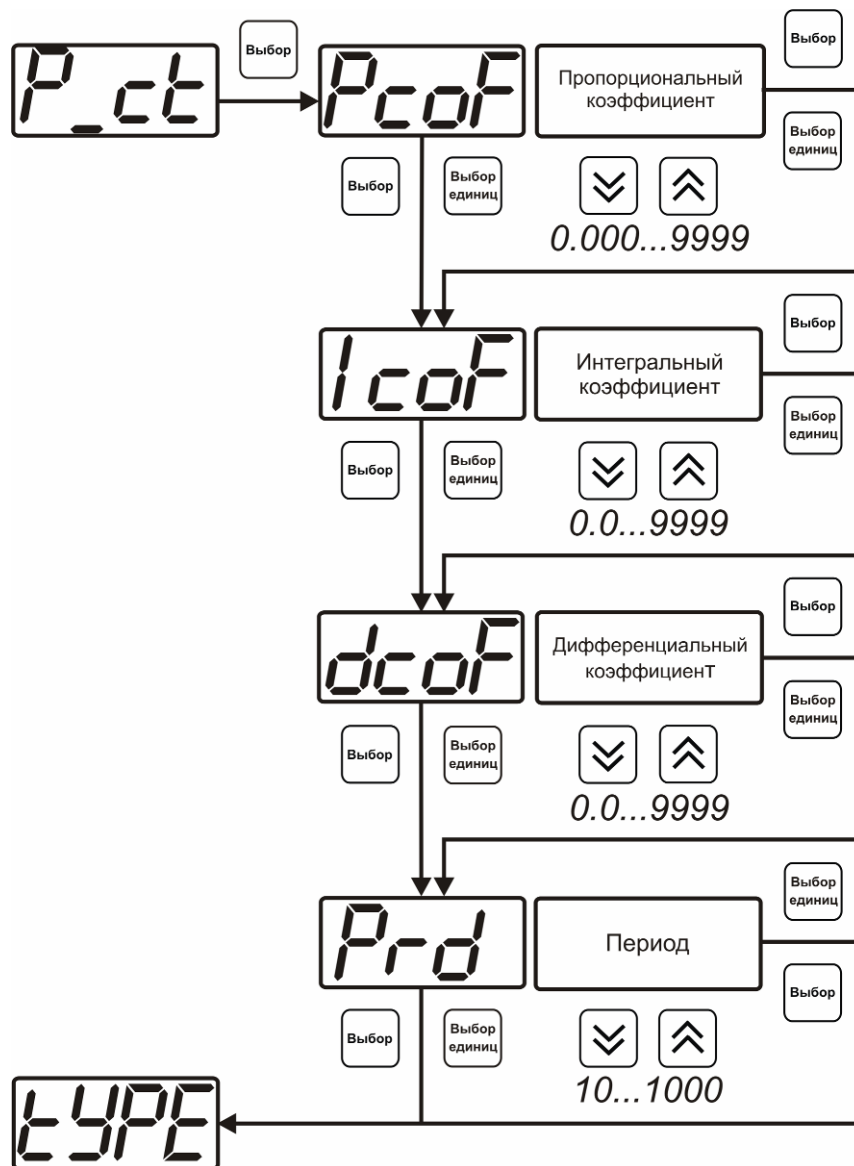 P_ct
Выбор
PcoF
Пропорциональный
коэффициент
Выбор
Выбор
единиц
Выбор
Выбор
единиц
0.000...9999
IcoF
Интегральный
коэффициент
Выбор
Выбор
единиц
Выбор
Выбор
единиц
0.0...9999
dcoF
Дифференциальный
коэффициент
Выбор
Выбор
единиц
Выбор
Выбор
единиц
0.0...9999
Prd
Период
Выбор
единиц
Выбор
Выбор
Выбор
единиц
10...1000
tYPE